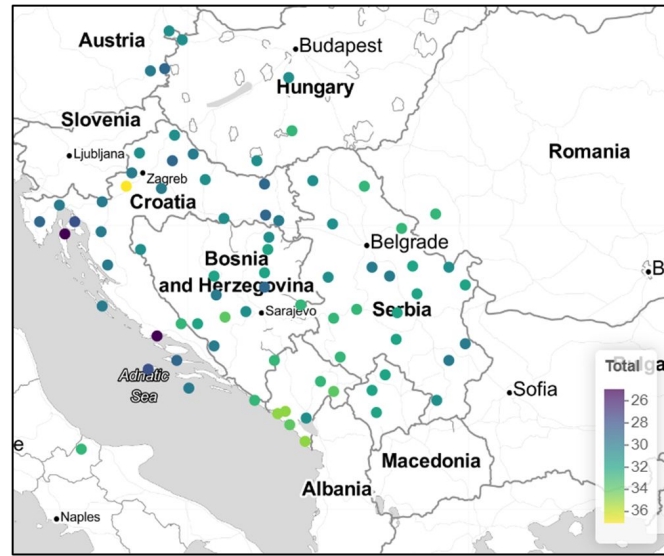 Austria
Budapest
Hungary
Slovenia
Ljubljana
Zagreb
Romania
Croatia
Belgrade
Bosnia
and Herzegovina
Sarajevo
Serbia
B
Total
26
28
30
32
34
36
Adriatic
Sea
Sofia
e
Macedonia
Albania
Naples